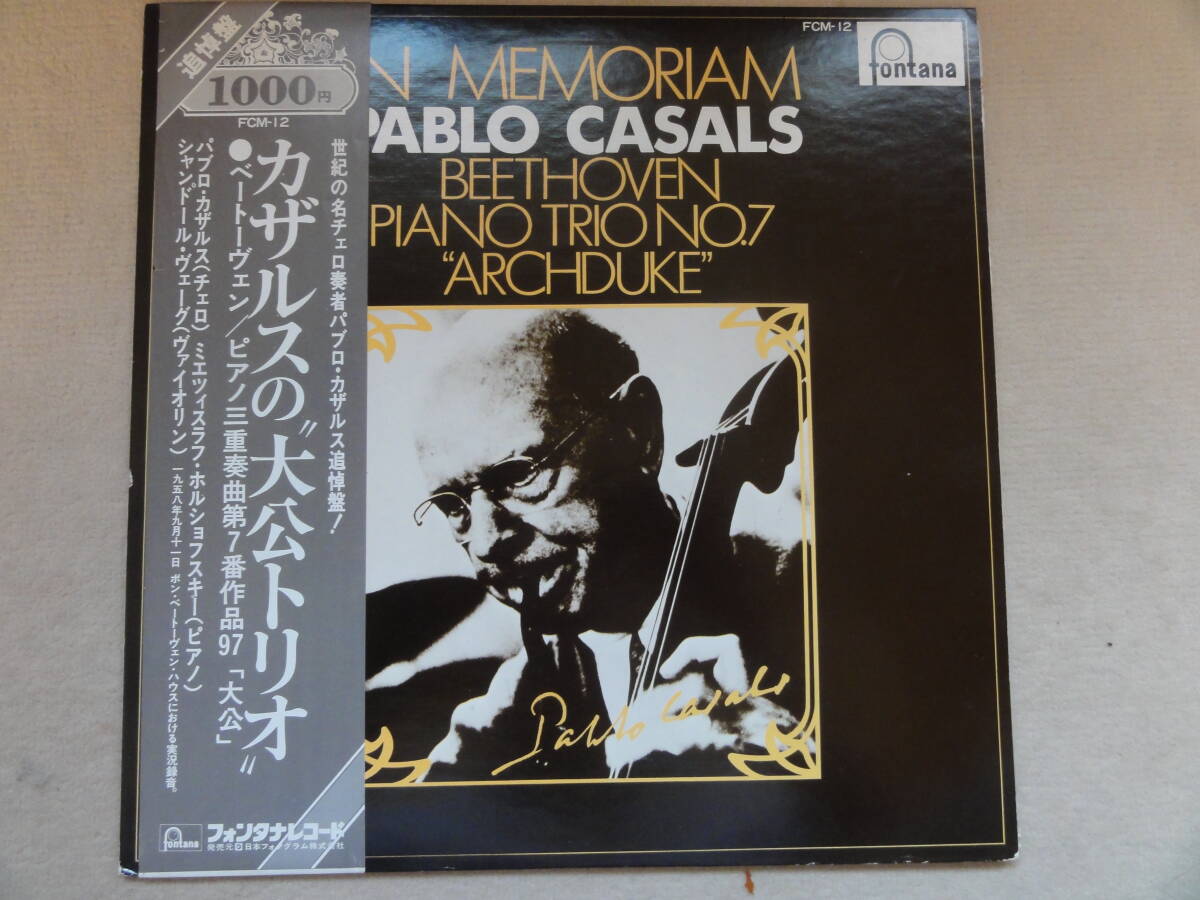 追悼盤
1000円
FCM-12
世紀の名チェロ奏者パブロ・カザルス追悼盤!
カザルスの〝大公トリオ〟
●ベートーヴェン/ピアノ三重奏曲第7番作品97「大公」
パブロ・カザルス(チェロ) ミエツィスラフ・ホルショフスキー(ピアノ)
シャンドール・ヴェーグ(ヴァイオリン) 一九五八年九月十一日 ボン・ベートーヴェン・ハウスにおける実況録音。
fontana
フォンタナレコード
発売元 日本フォノグラム株式会社
FCM-12
fontana
N MEMORIAM
PABLO CASALS
BEETHOVEN
PIANO TRIO NO.7
“ARCHDUKE”
Pablo Casals